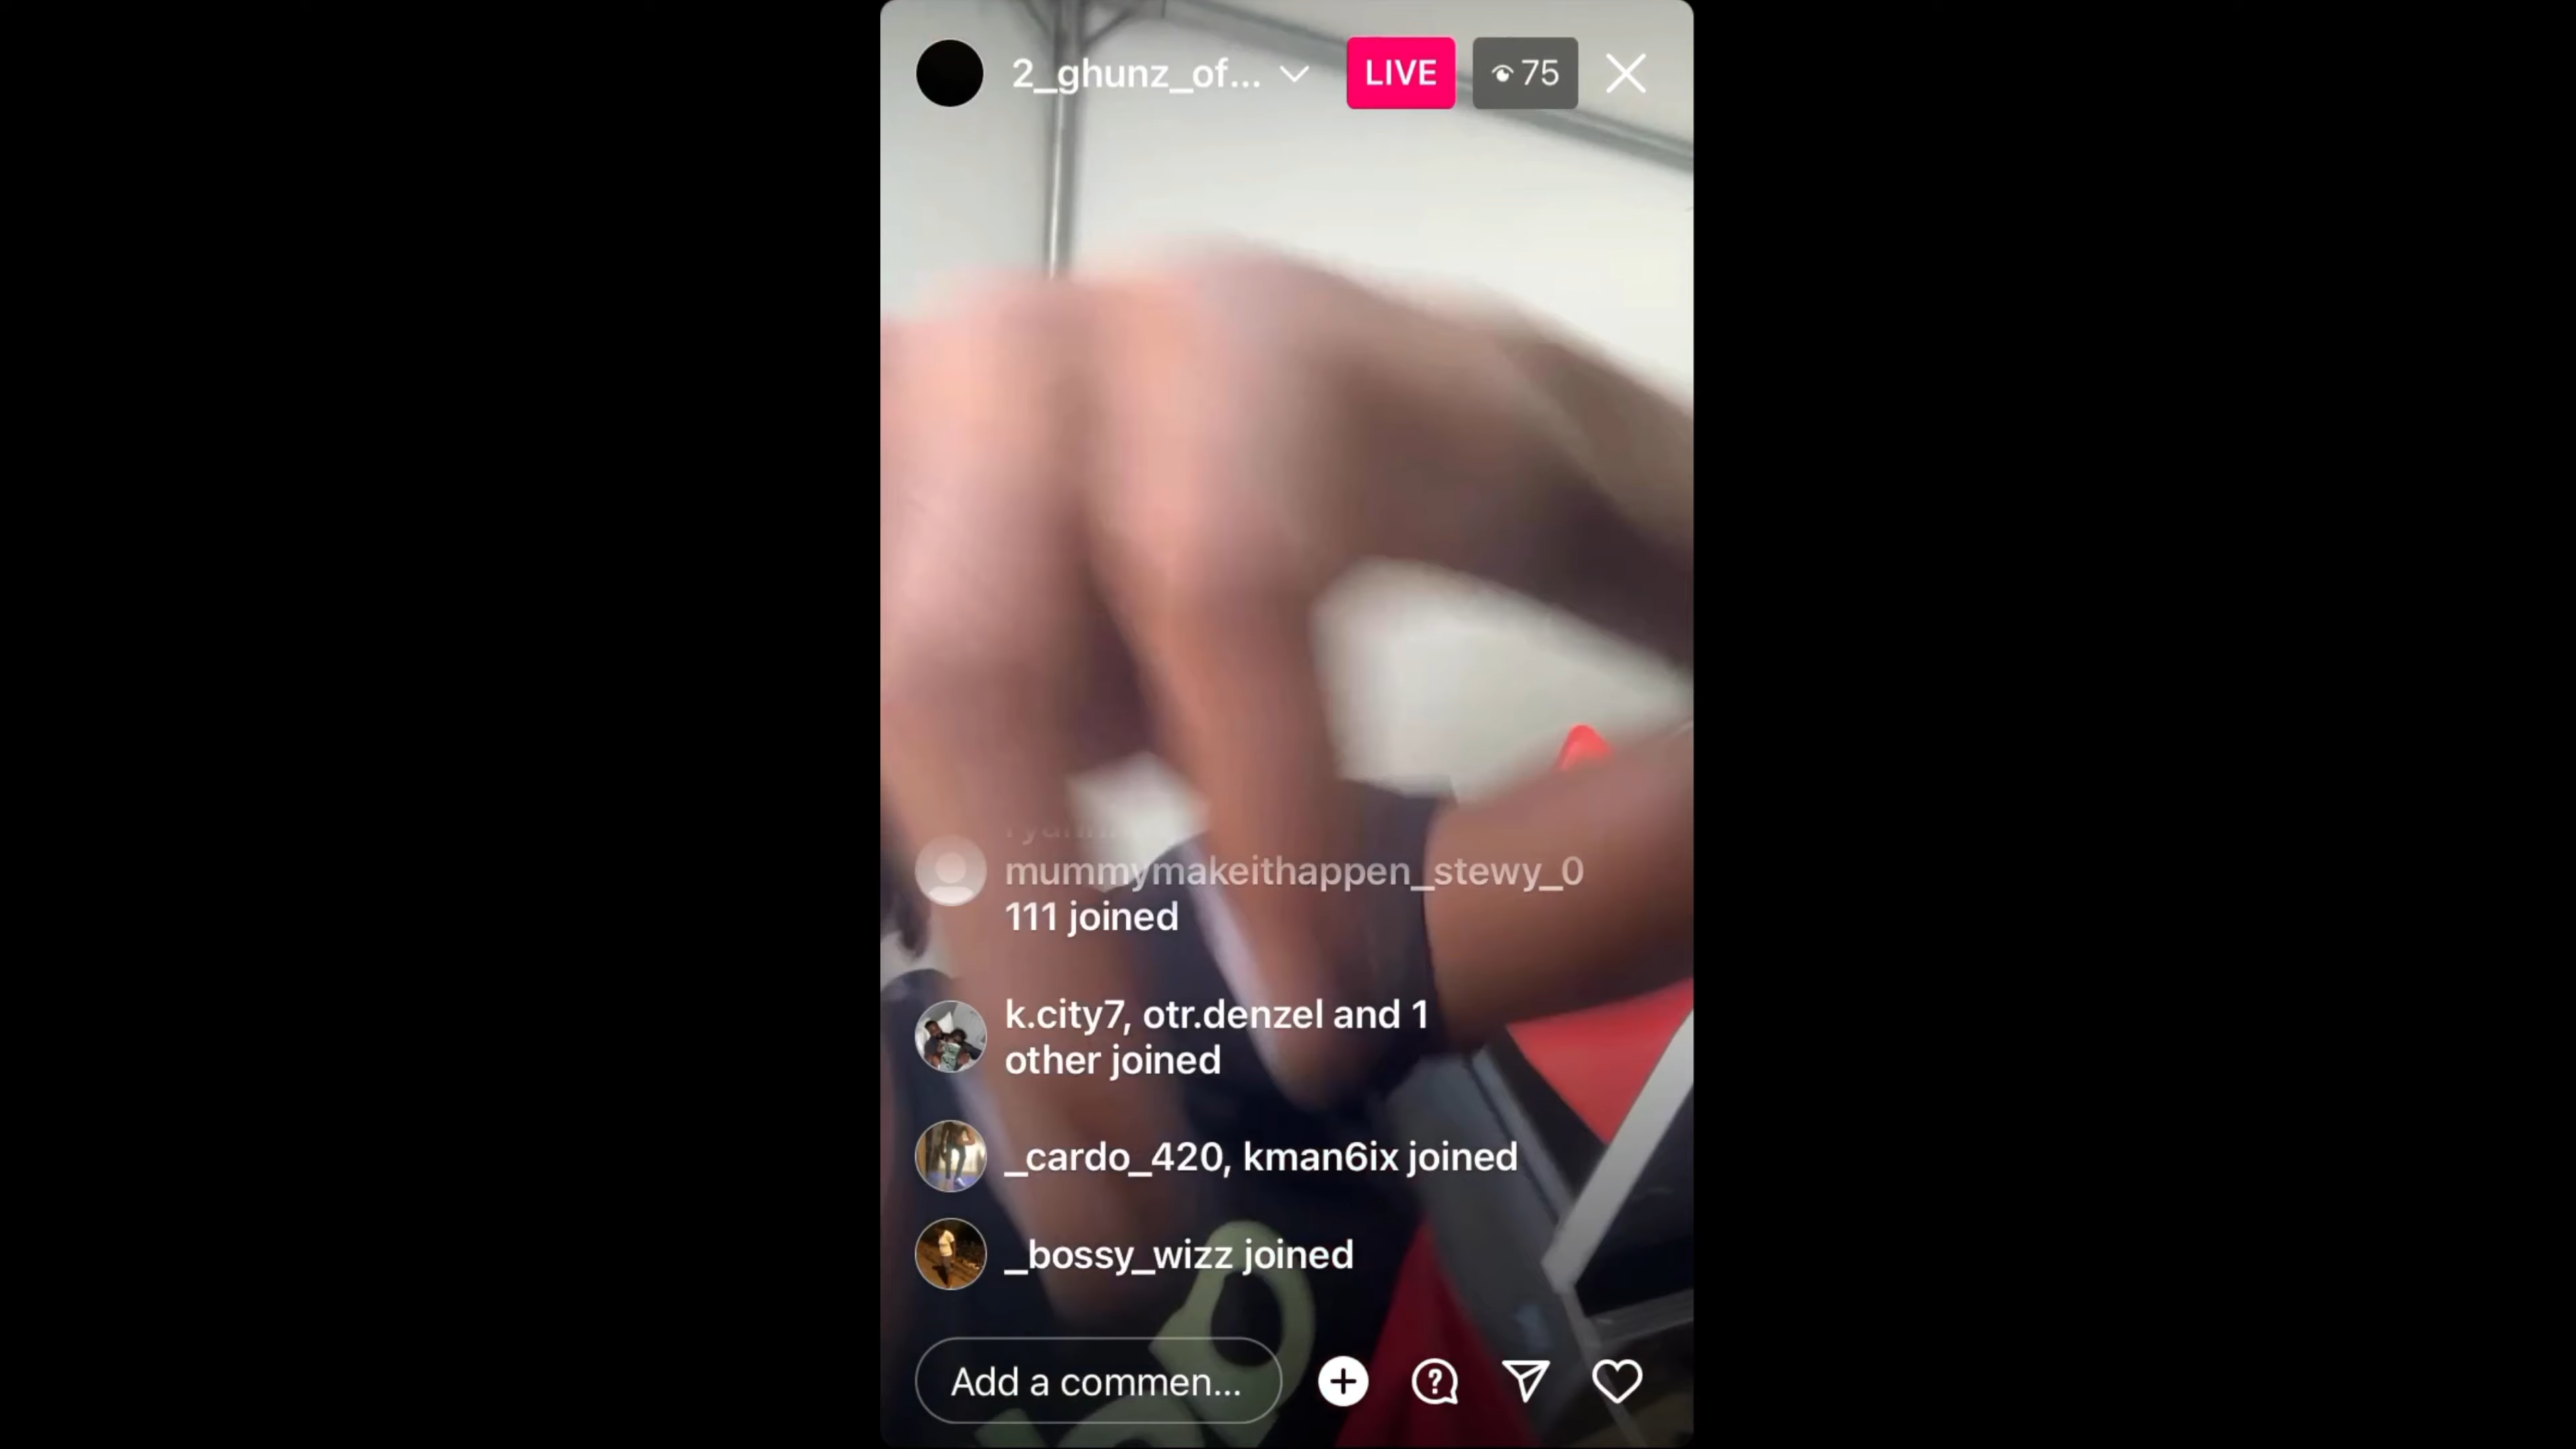 2_ghunz_of...
LIVE
75
mummymakeithappen_stewy_0
111 joined
k.city7, otr.denzel and 1
other joined
_cardo_420, kman6ix joined
_bossy_wizz joined
Add a commen...